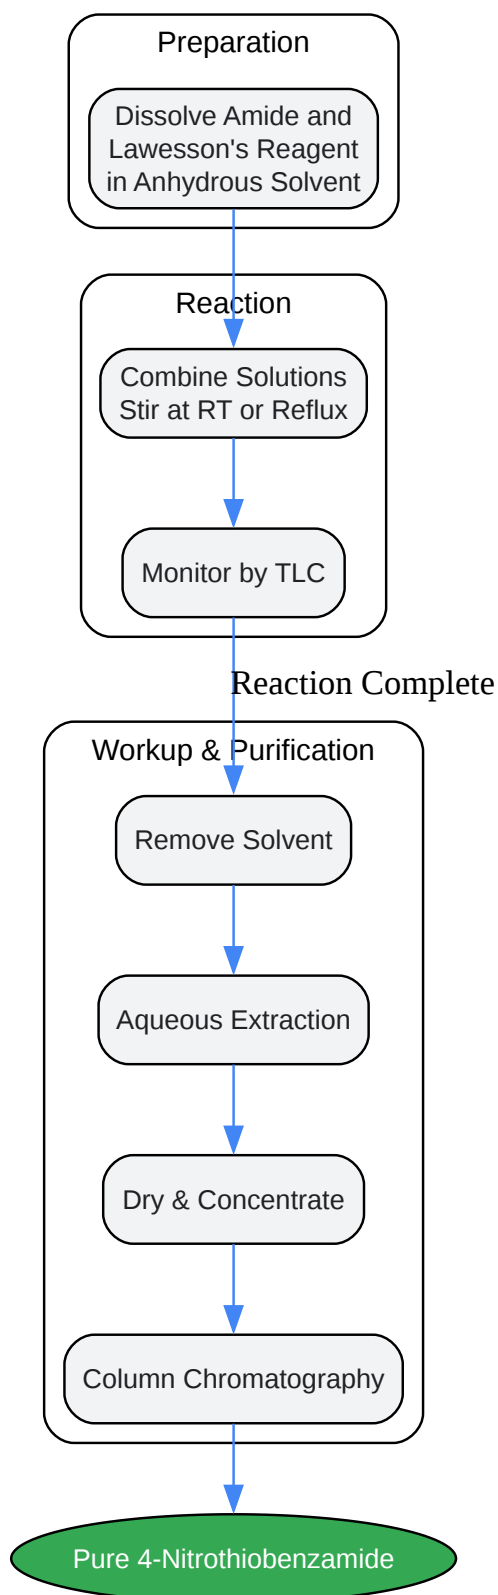 Preparation
Dissolve Amide and
Lawesson's Reagent
in Anhydrous Solvent
Reaction
Combine Solutions
Stir at RT or Reflux
Monitor by TLC
Reaction Complete
Workup & Purification
Remove Solvent
Aqueous Extraction
Dry & Concentrate
Column Chromatography
Pure 4-Nitrothiobenzamide